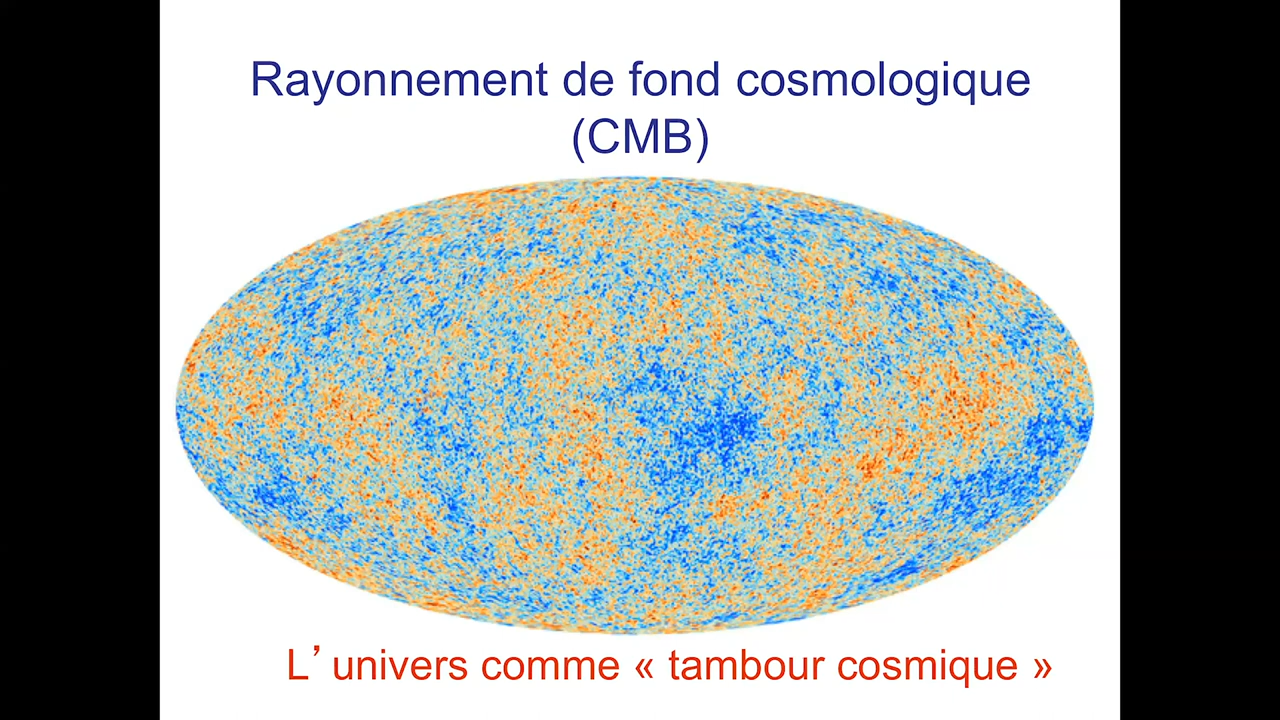 Rayonnement de fond cosmologique
(CMB)
L’univers comme « tambour cosmique »